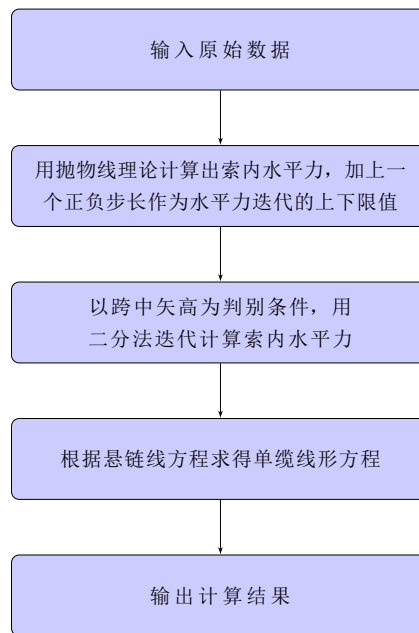 输入原始数据
用抛物线理论计算出索内水平力，加上一
个正负步长作为水平力迭代的上下限值
以跨中矢高为判别条件，用
二分法迭代计算索内水平力
根据悬链线方程求得单缆线形方程
输出计算结果